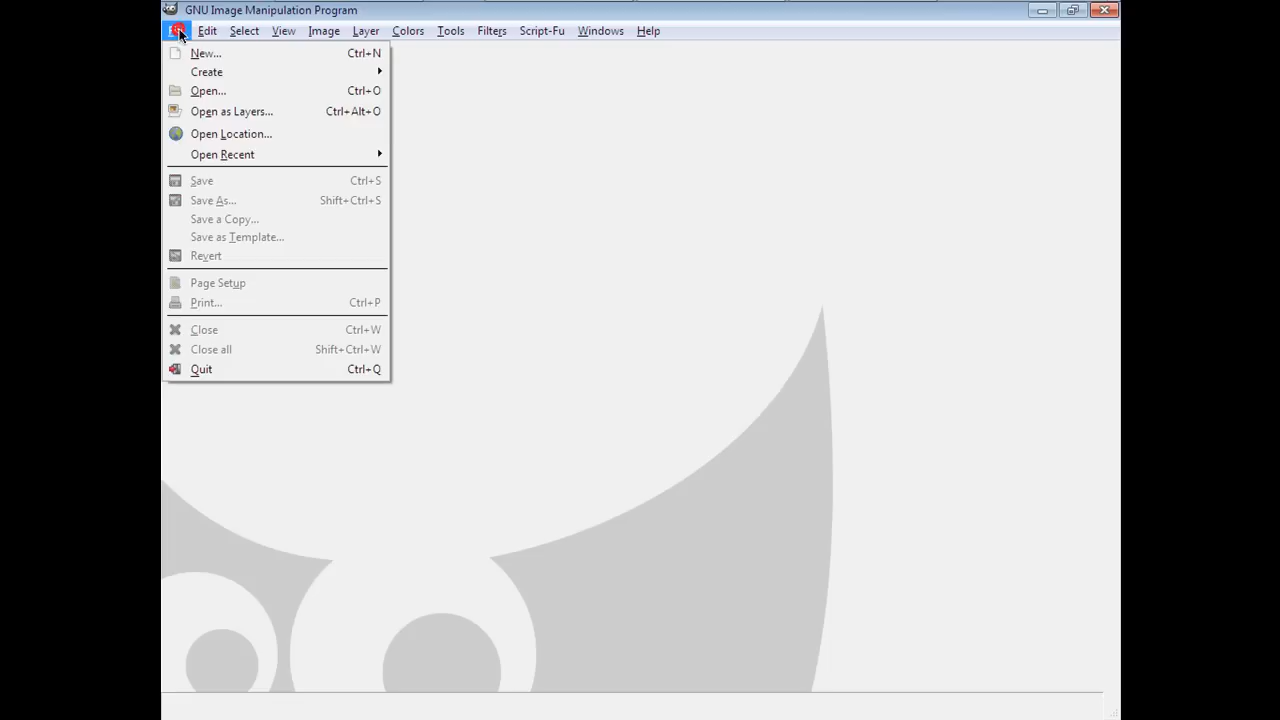 GNU Image Manipulation Program
Edit Select View Image Layer Colors Tools Filters Script-Fu Windows Help
New... Ctrl+N
Create
Open... Ctrl+O
Open as Layers... Ctrl+Alt+O
Open Location...
Open Recent
Save Ctrl+S
Save As... Shift+Ctrl+S
Save a Copy...
Save as Template...
Revert
Page Setup
Print... Ctrl+P
Close Ctrl+W
Close all Shift+Ctrl+W
Quit Ctrl+Q